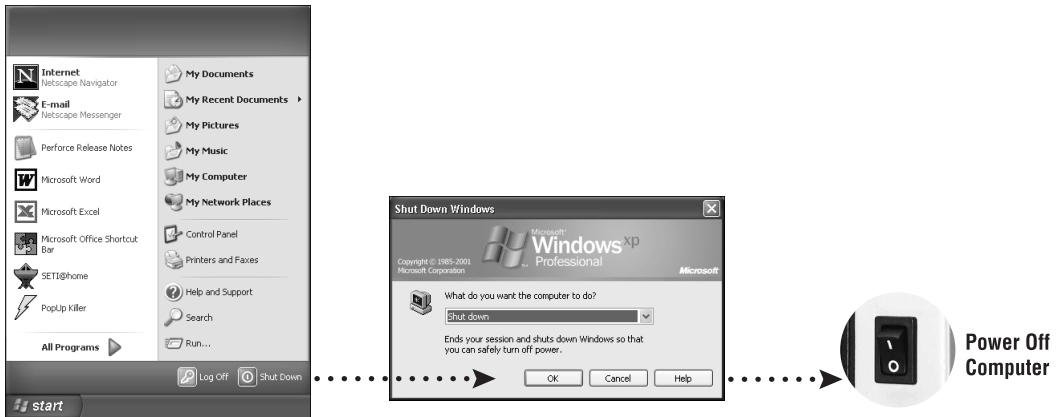 Internet
Netscape Navigator
E-mail
Netscape Messenger
Perforce Release Notes
Microsoft Word
Microsoft Excel
Microsoft Office Shortcut
Bar
SETI@home
PopUp Killer
All Programs
My Documents
My Recent Documents
My Pictures
My Music
My Computer
My Network Places
Control Panel
Printers and Faxes
Help and Support
Search
Run...
Log Off
Shut Down
start
Shut Down Windows
Copyright © 1985-2001
Microsoft Corporation
Microsoft®
Windows xp
Professional
Microsoft
What do you want the computer to do?
Shut down
Ends your session and shuts down Windows so that
you can safely turn off power.
OK
Cancel
Help
Power Off
Computer